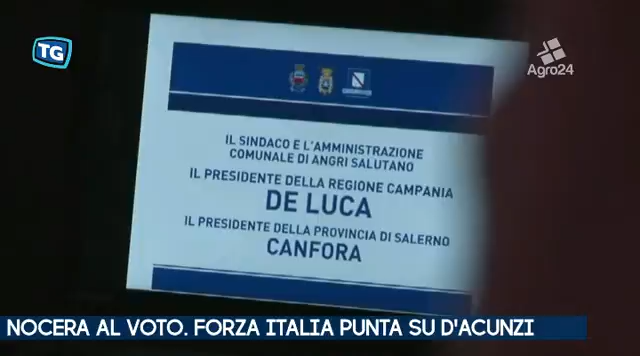 TG
Agro24
IL SINDACO E L'AMMINISTRAZIONE
COMUNALE DI ANGRI SALUTANO
IL PRESIDENTE DELLA REGIONE CAMPANIA
DE LUCA
IL PRESIDENTE DELLA PROVINCIA DI SALERNO
CANFORA
NOCERA AL VOTO. FORZA ITALIA PUNTA SU D'ACUNZI